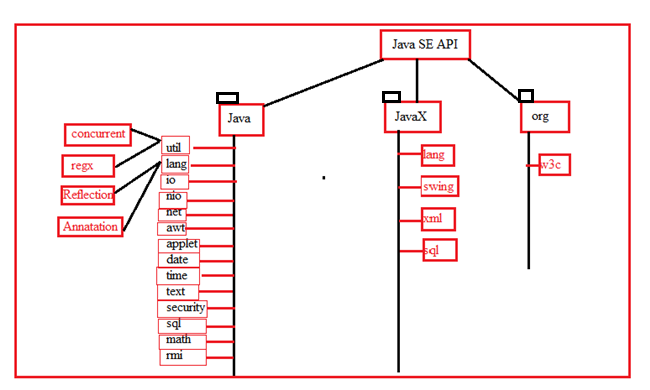 Java SE API
Java
JavaX
org
concurrent
regx
Reflection
Annatation
util
lang
io
nio
net
awt
applet
date
time
text
security
sql
math
rmi
lang
swing
xml
sql
w3c